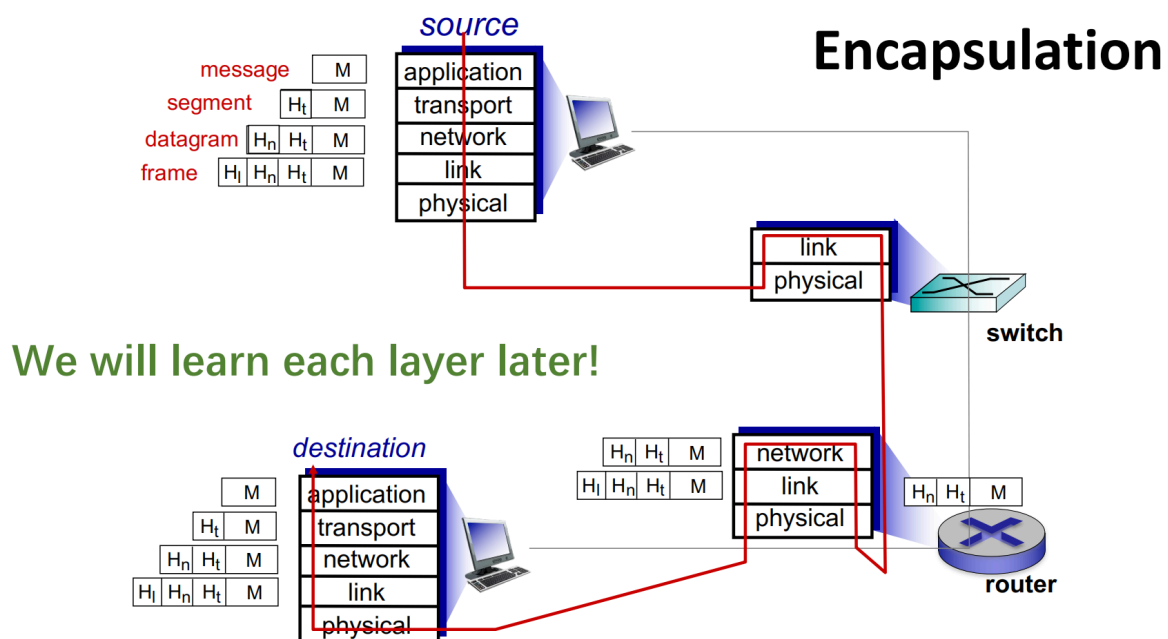 Encapsulation
source
message M
segment Ht M
datagram Hn Ht M
frame Hl Hn Ht M
application
transport
network
link
physical
link
physical
switch
We will learn each layer later!
destination
M
Ht M
Hn Ht M
Hl Hn Ht M
application
transport
network
link
physical
Hn Ht M
Hl Hn Ht M
network
link
physical
Hn Ht M
router